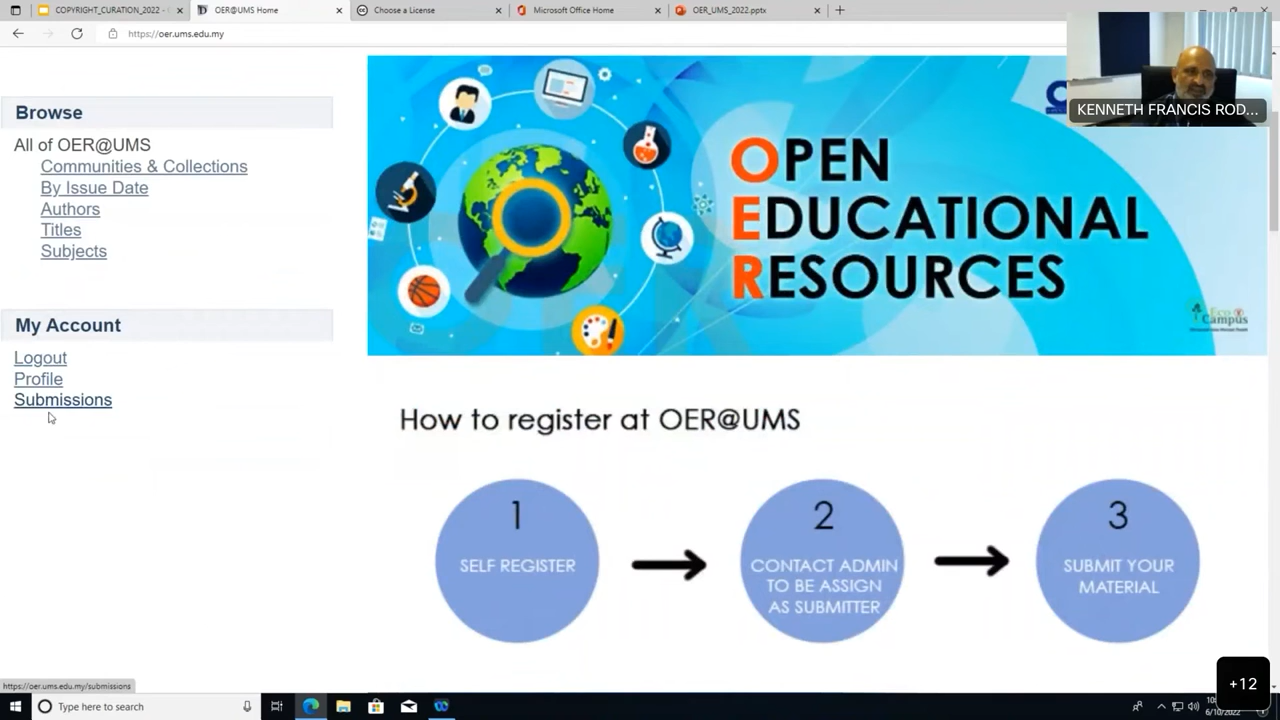 COPYRIGHT_CURATION_2022 -
OER@UMS Home
Choose a License
Microsoft Office Home
OER_UMS_2022.pptx
https://oer.ums.edu.my
KENNETH FRANCIS ROD...
Browse
All of OER@UMS
Communities & Collections
By Issue Date
Authors
Titles
Subjects
My Account
Logout
Profile
Submissions
OPEN
EDUCATIONAL
RESOURCES
Eco
Campus
How to register at OER@UMS
1
SELF REGISTER
2
CONTACT ADMIN
TO BE ASSIGN
AS SUBMITTER
3
SUBMIT YOUR
MATERIAL
https://oer.ums.edu.my/submissions
Type here to search
6/10/2022
+12